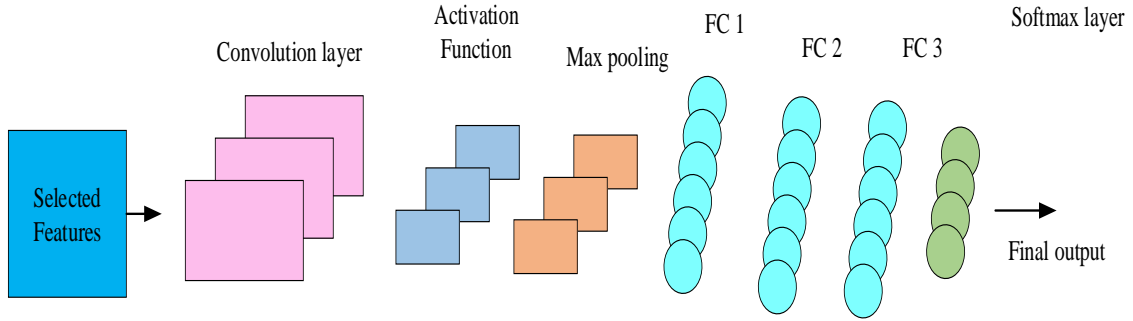 Selected
Features
Convolution layer
Activation
Function
Max pooling
FC 1
FC 2
FC 3
Softmax layer
Final output